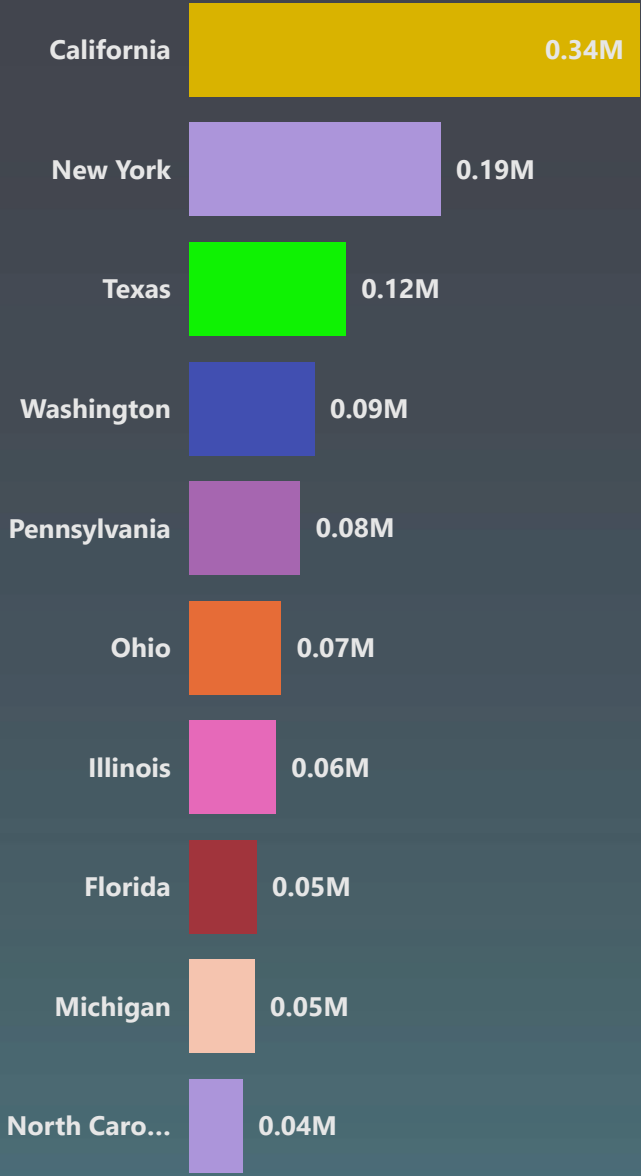 California 0.34M
New York 0.19M
Texas 0.12M
Washington 0.09M
Pennsylvania 0.08M
Ohio 0.07M
Illinois 0.06M
Florida 0.05M
Michigan 0.05M
North Caro... 0.04M